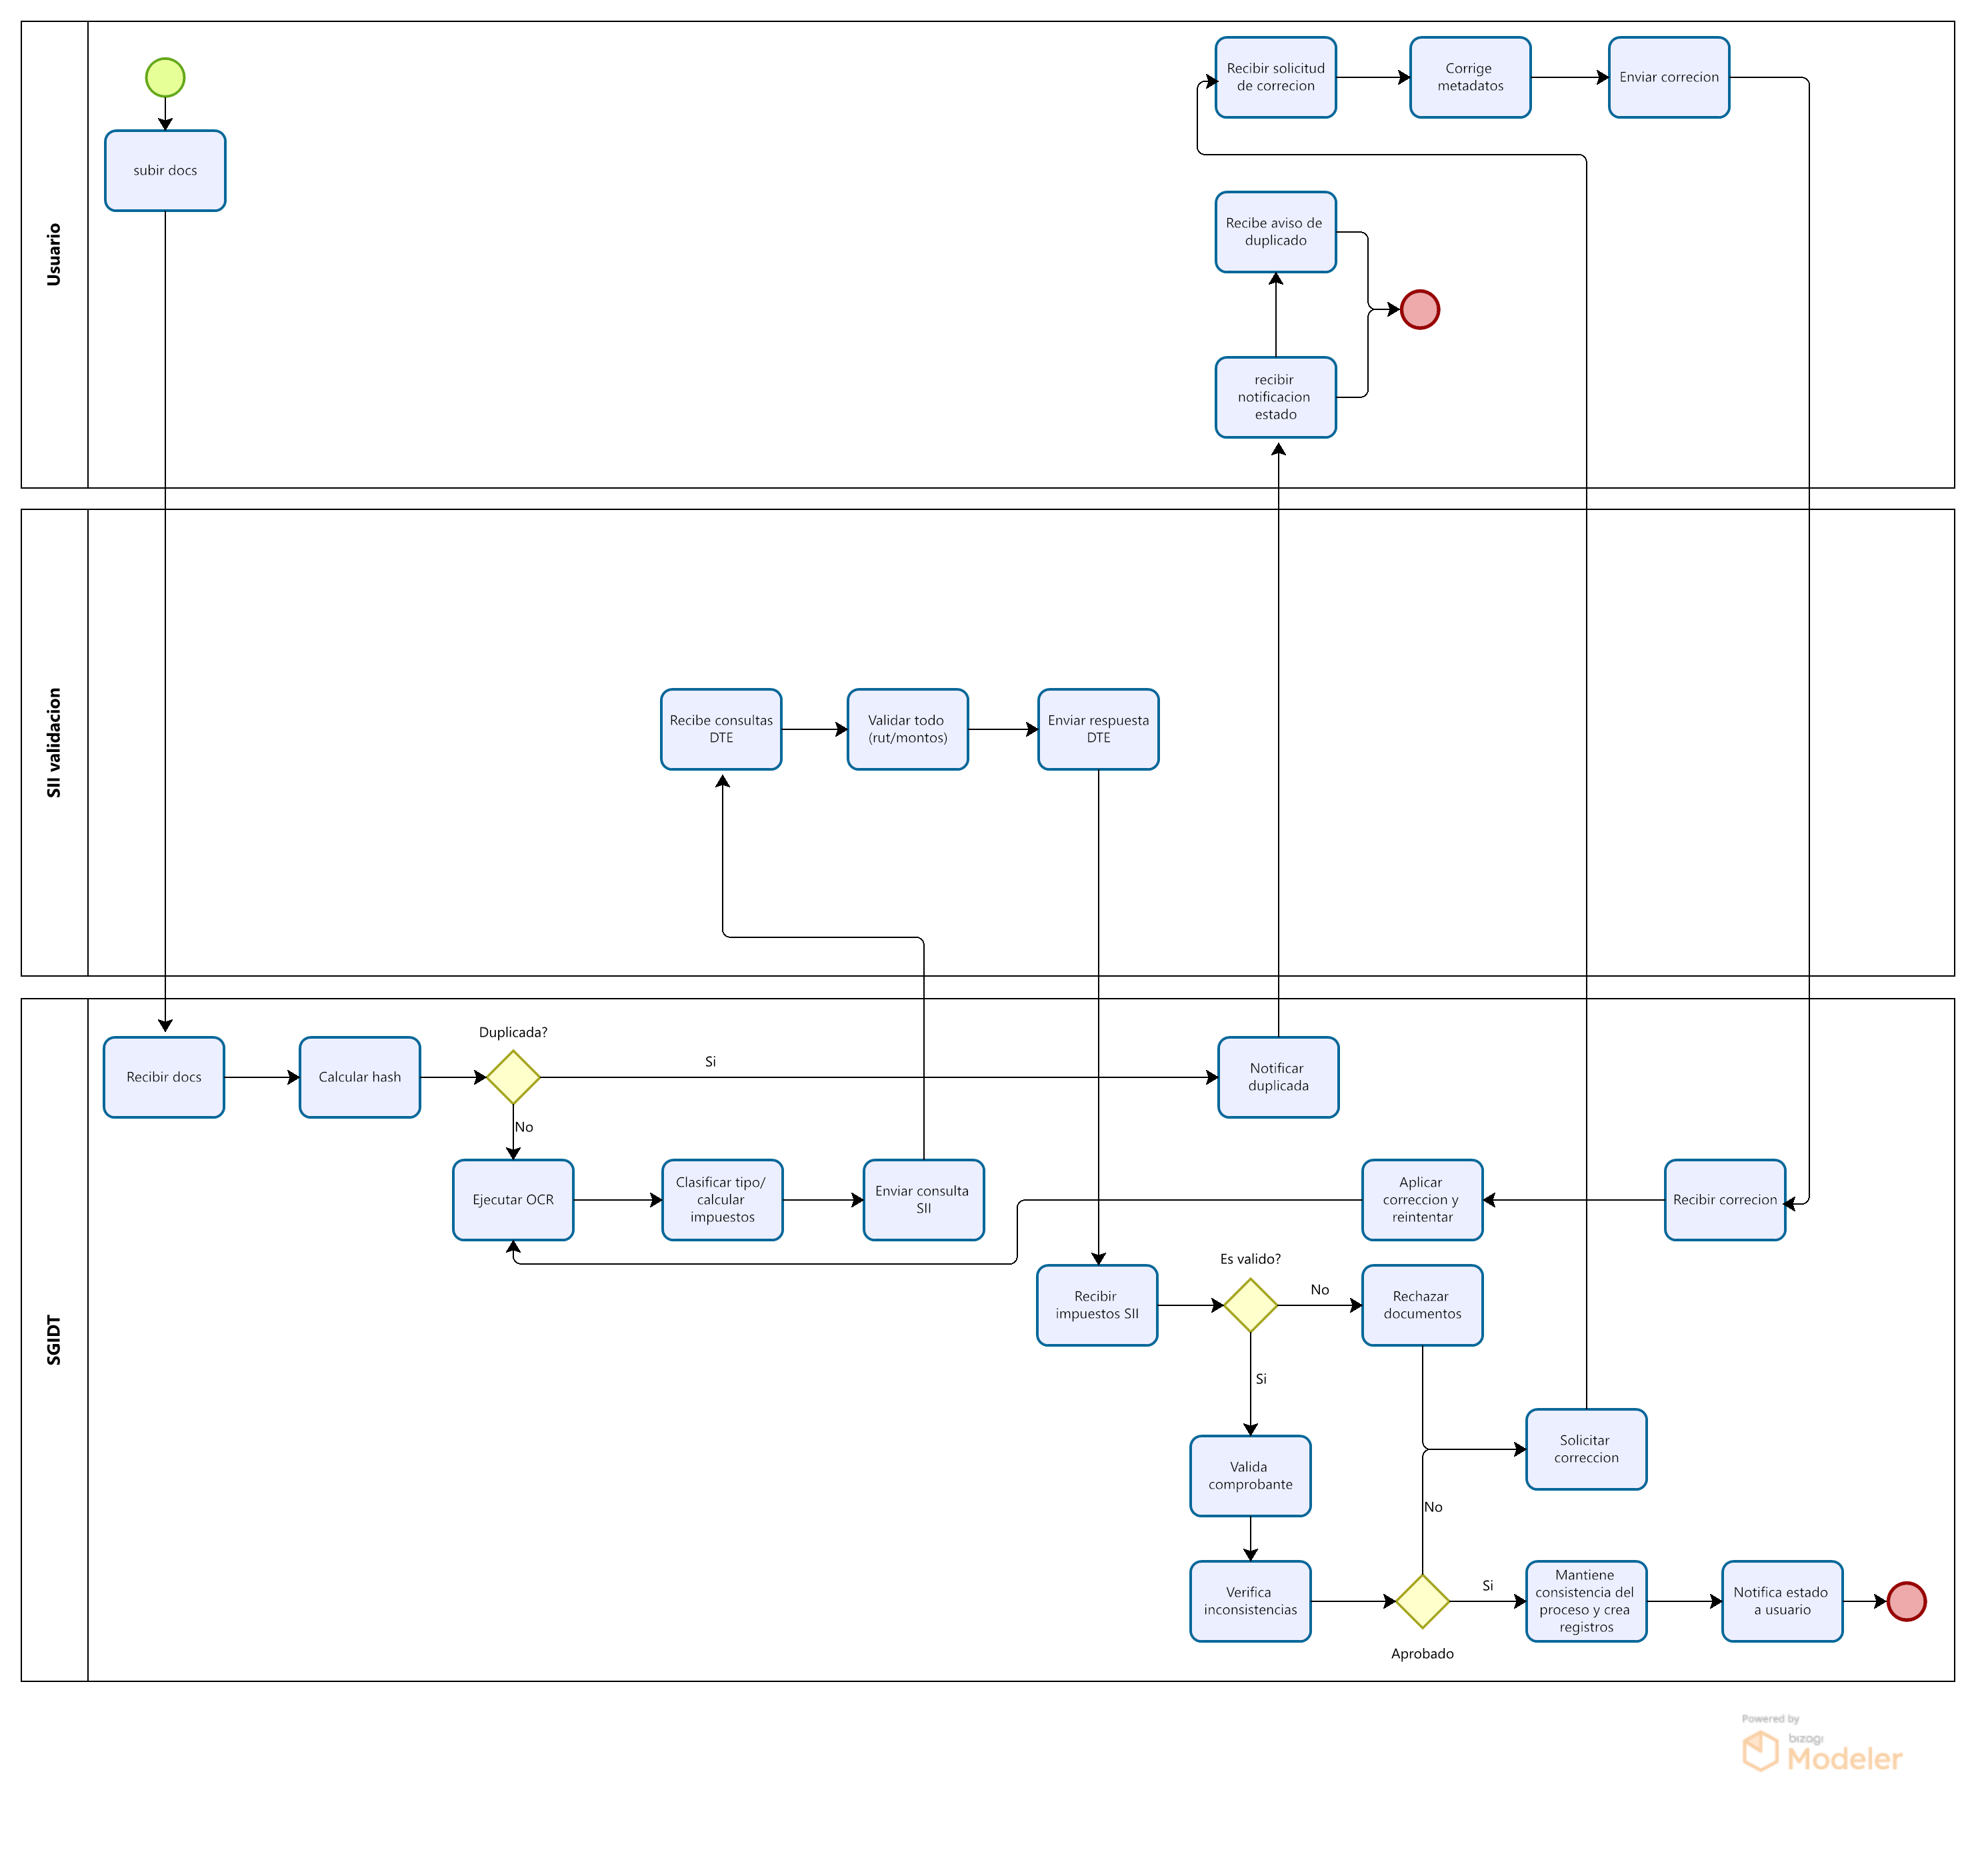 Usuario
subir docs
Recibir solicitud
de correcion
Corrige
metadatos
Enviar correcion
Recibe aviso de
duplicado
recibir
notificacion
estado
SII validacion
Recibe consultas
DTE
Validar todo
(rut/montos)
Enviar respuesta
DTE
SGIDT
Recibir docs
Calcular hash
Duplicada?
Si
No
Notificar
duplicada
Ejecutar OCR
Clasificar tipo/
calcular
impuestos
Enviar consulta
SII
Aplicar
correccion y
reintentar
Recibir correcion
Recibir
impuestos SII
Es valido?
No
Si
Rechazar
documentos
Solicitar
correccion
Valida
comprobante
No
Verifica
inconsistencias
Aprobado
Si
Mantiene
consistencia del
proceso y crea
registros
Notifica estado
a usuario
Powered by
bizagi
Modeler